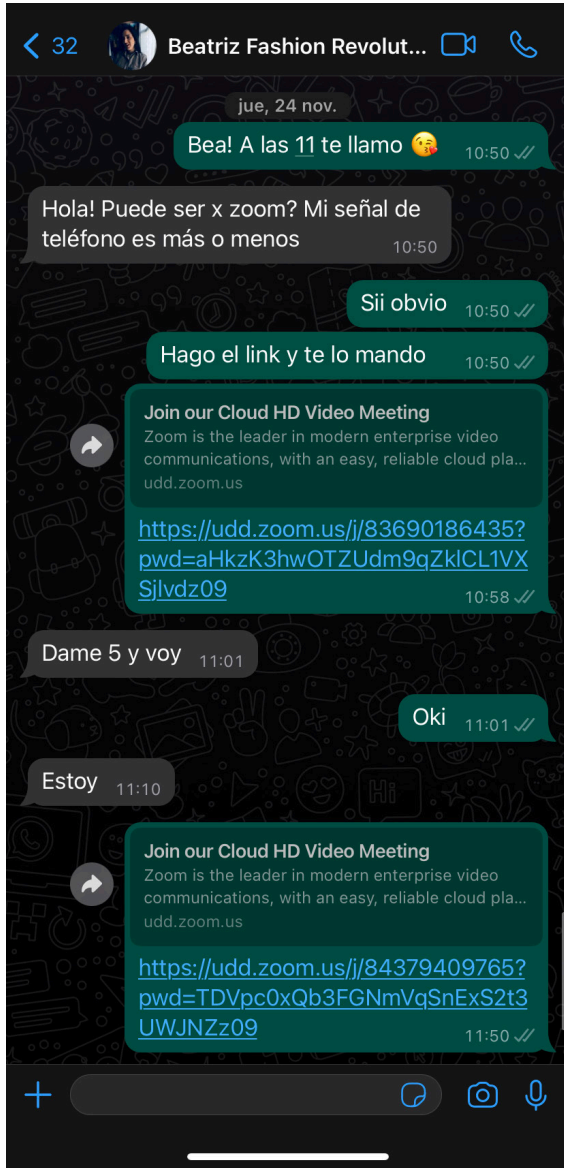 32
Beatriz Fashion Revolut...
jue, 24 nov.
Bea! A las 11 te llamo 😘
10:50
Hola! Puede ser x zoom? Mi señal de
teléfono es más o menos
10:50
Sii obvio
10:50
Hago el link y te lo mando
10:50
Join our Cloud HD Video Meeting
Zoom is the leader in modern enterprise video
communications, with an easy, reliable cloud pla...
udd.zoom.us
https://udd.zoom.us/j/83690186435?
pwd=aHkzK3hwOTZUdm9qZklCL1VX
Sjlvdz09
10:58
Dame 5 y voy
11:01
Oki
11:01
Estoy
11:10
Hi
Join our Cloud HD Video Meeting
Zoom is the leader in modern enterprise video
communications, with an easy, reliable cloud pla...
udd.zoom.us
https://udd.zoom.us/j/84379409765?
pwd=TDVpc0xQb3FGNmVqSnExS2t3
UWJNZz09
11:50